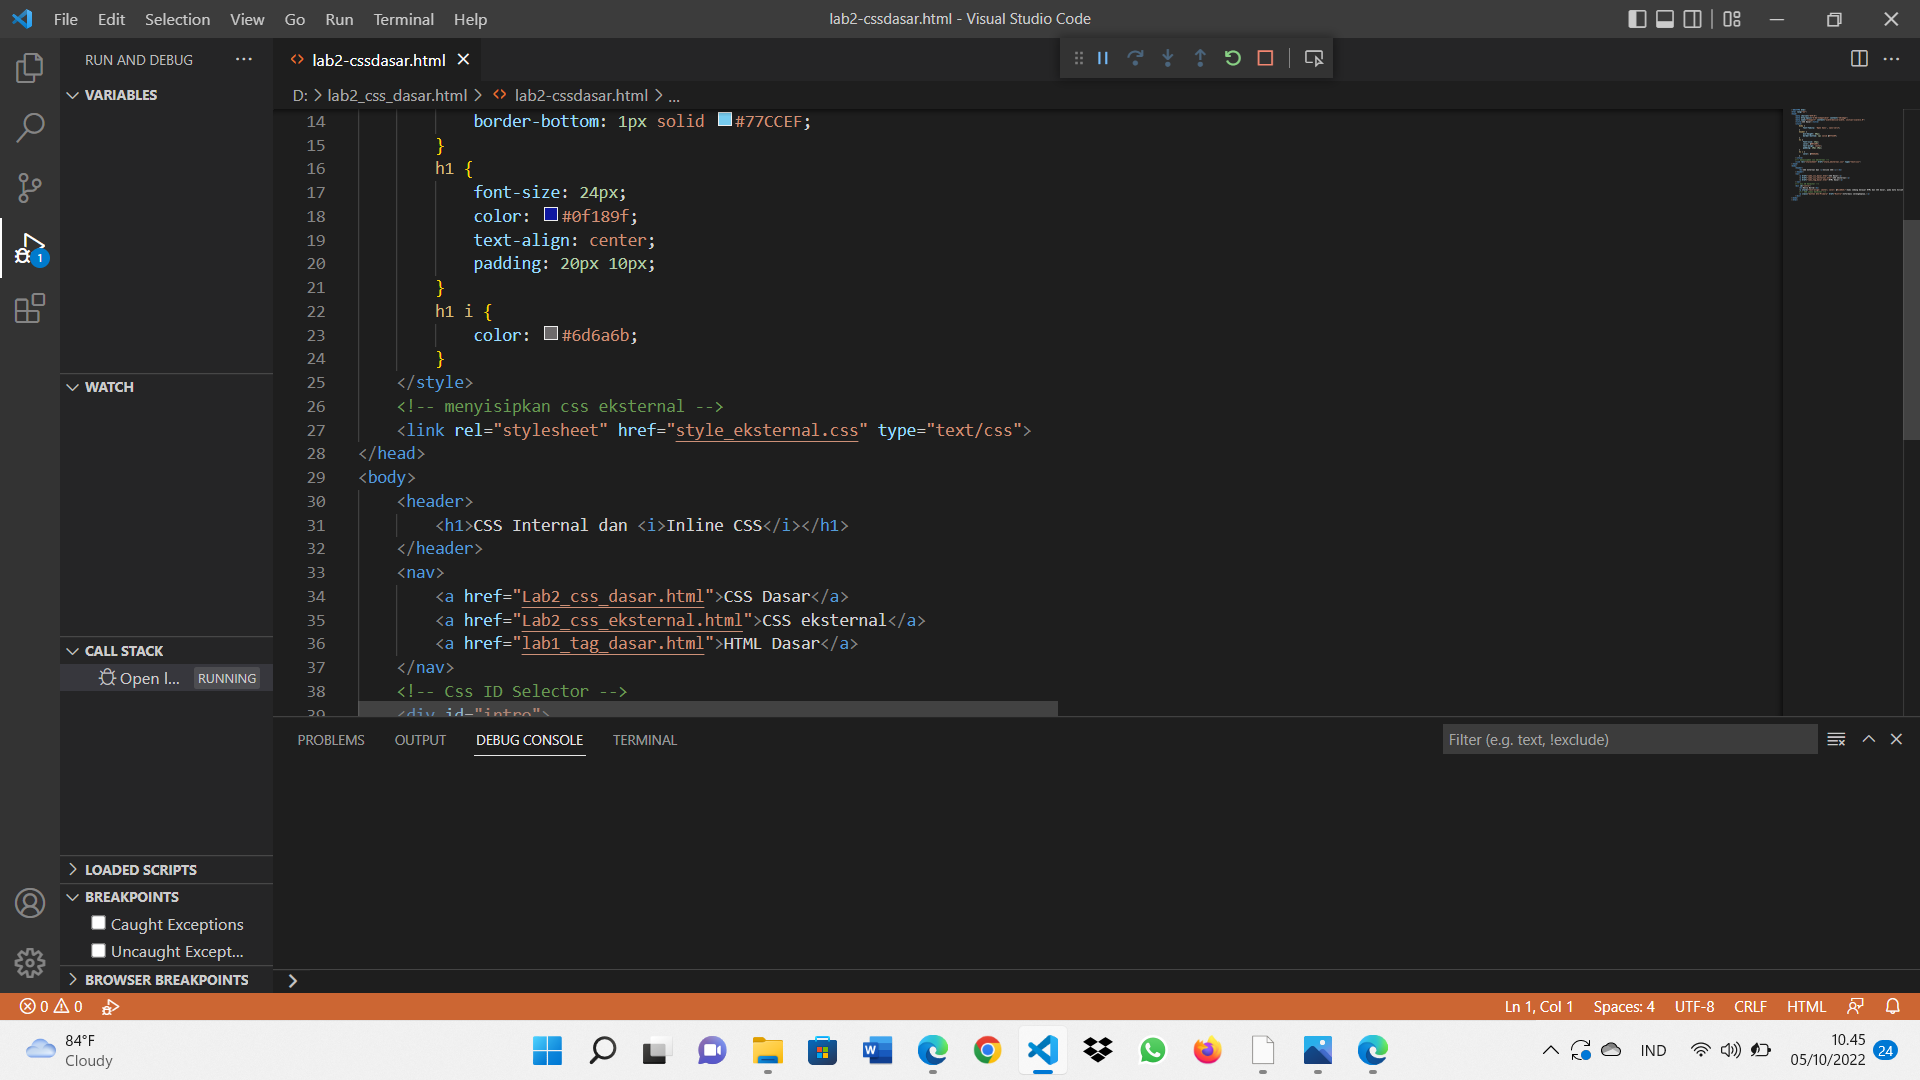 File Edit Selection View Go Run Terminal Help
lab2-cssdasar.html - Visual Studio Code
RUN AND DEBUG
lab2-cssdasar.html
VARIABLES
D: > lab2_css_dasar.html > lab2-cssdasar.html > ...
14 border-bottom: 1px solid #77CCEF;
15 }
16 h1 {
17 font-size: 24px;
18 color: #0f189f;
19 text-align: center;
20 padding: 20px 10px;
21 }
22 h1 i {
23 color: #6d6a6b;
24 }
25 </style>
26 <!-- menyisipkan css eksternal -->
27 <link rel="stylesheet" href="style_eksternal.css" type="text/css">
28 </head>
29 <body>
30 <header>
31 <h1>CSS Internal dan <i>Inline CSS</i></h1>
32 </header>
33 <nav>
34 <a href="Lab2_css_dasar.html">CSS Dasar</a>
35 <a href="Lab2_css_eksternal.html">CSS eksternal</a>
36 <a href="lab1_tag_dasar.html">HTML Dasar</a>
37 </nav>
38 <!-- Css ID Selector -->
39 <div id="intro">
WATCH
CALL STACK
Open l... RUNNING
LOADED SCRIPTS
BREAKPOINTS
Caught Exceptions
Uncaught Except...
BROWSER BREAKPOINTS
1
PROBLEMS OUTPUT DEBUG CONSOLE TERMINAL
Filter (e.g. text, !exclude)
0 0
Ln 1, Col 1 Spaces: 4 UTF-8 CRLF HTML
84°F
Cloudy
IND
10.45
05/10/2022
24